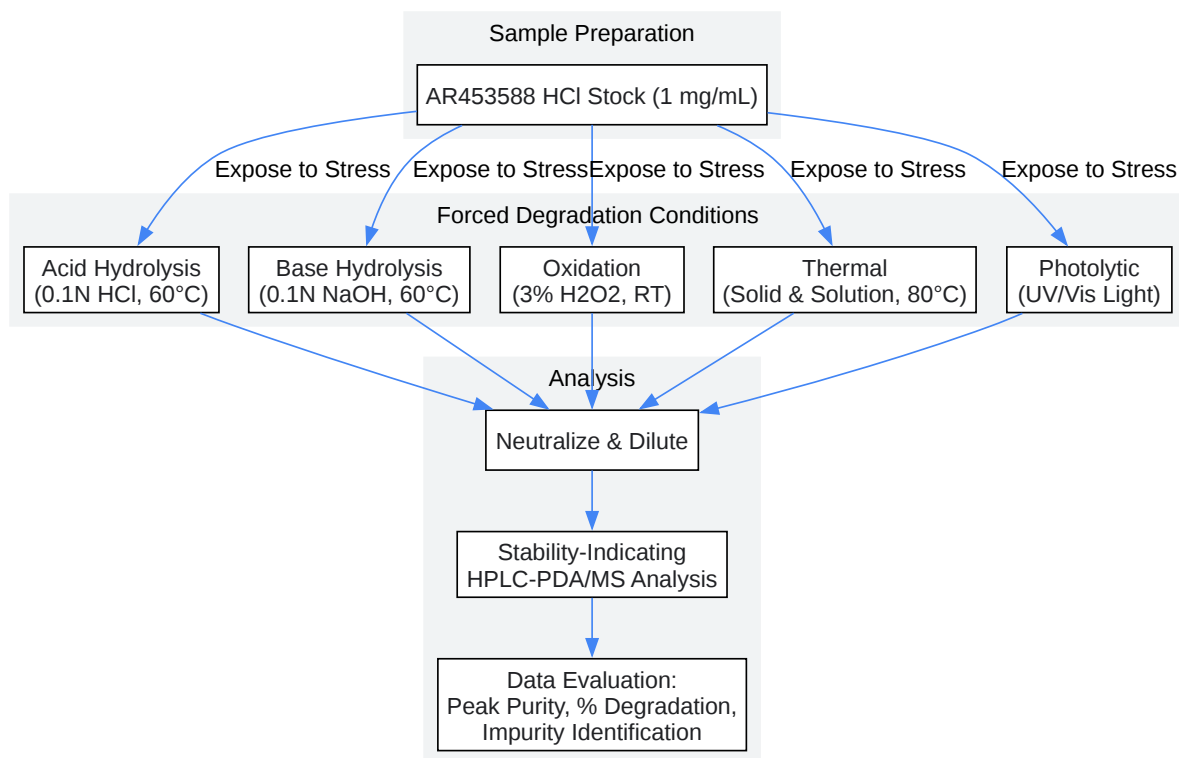 Sample Preparation
AR453588 HCl Stock (1 mg/mL)
Expose to Stress
Expose to Stress
Expose to Stress
Expose to Stress
Expose to Stress
Forced Degradation Conditions
Acid Hydrolysis
(0.1N HCl, 60°C)
Base Hydrolysis
(0.1N NaOH, 60°C)
Oxidation
(3% H2O2, RT)
Thermal
(Solid & Solution, 80°C)
Photolytic
(UV/Vis Light)
Analysis
Neutralize & Dilute
Stability-Indicating
HPLC-PDA/MS Analysis
Data Evaluation:
Peak Purity, % Degradation,
Impurity Identification